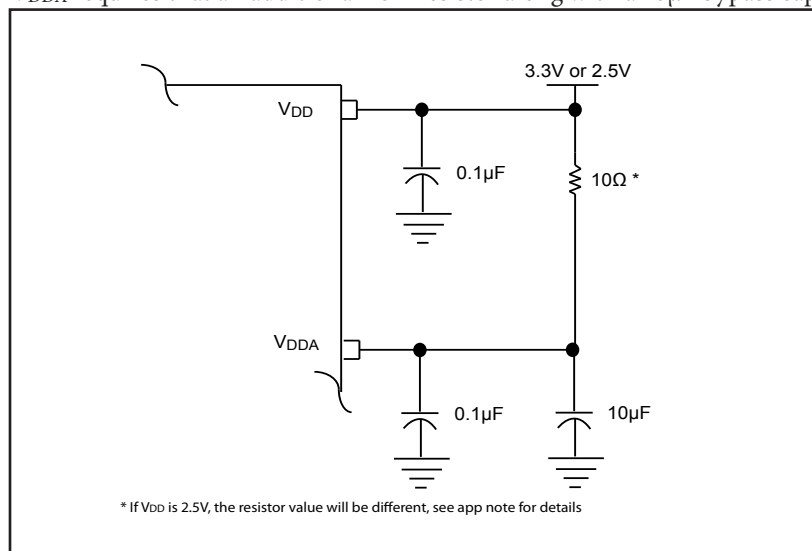 3.3V or 2.5V
VDD
0.1µF
10Ω *
VDDA
0.1µF
10µF
* If VDD is 2.5V, the resistor value will be different, see app note for details